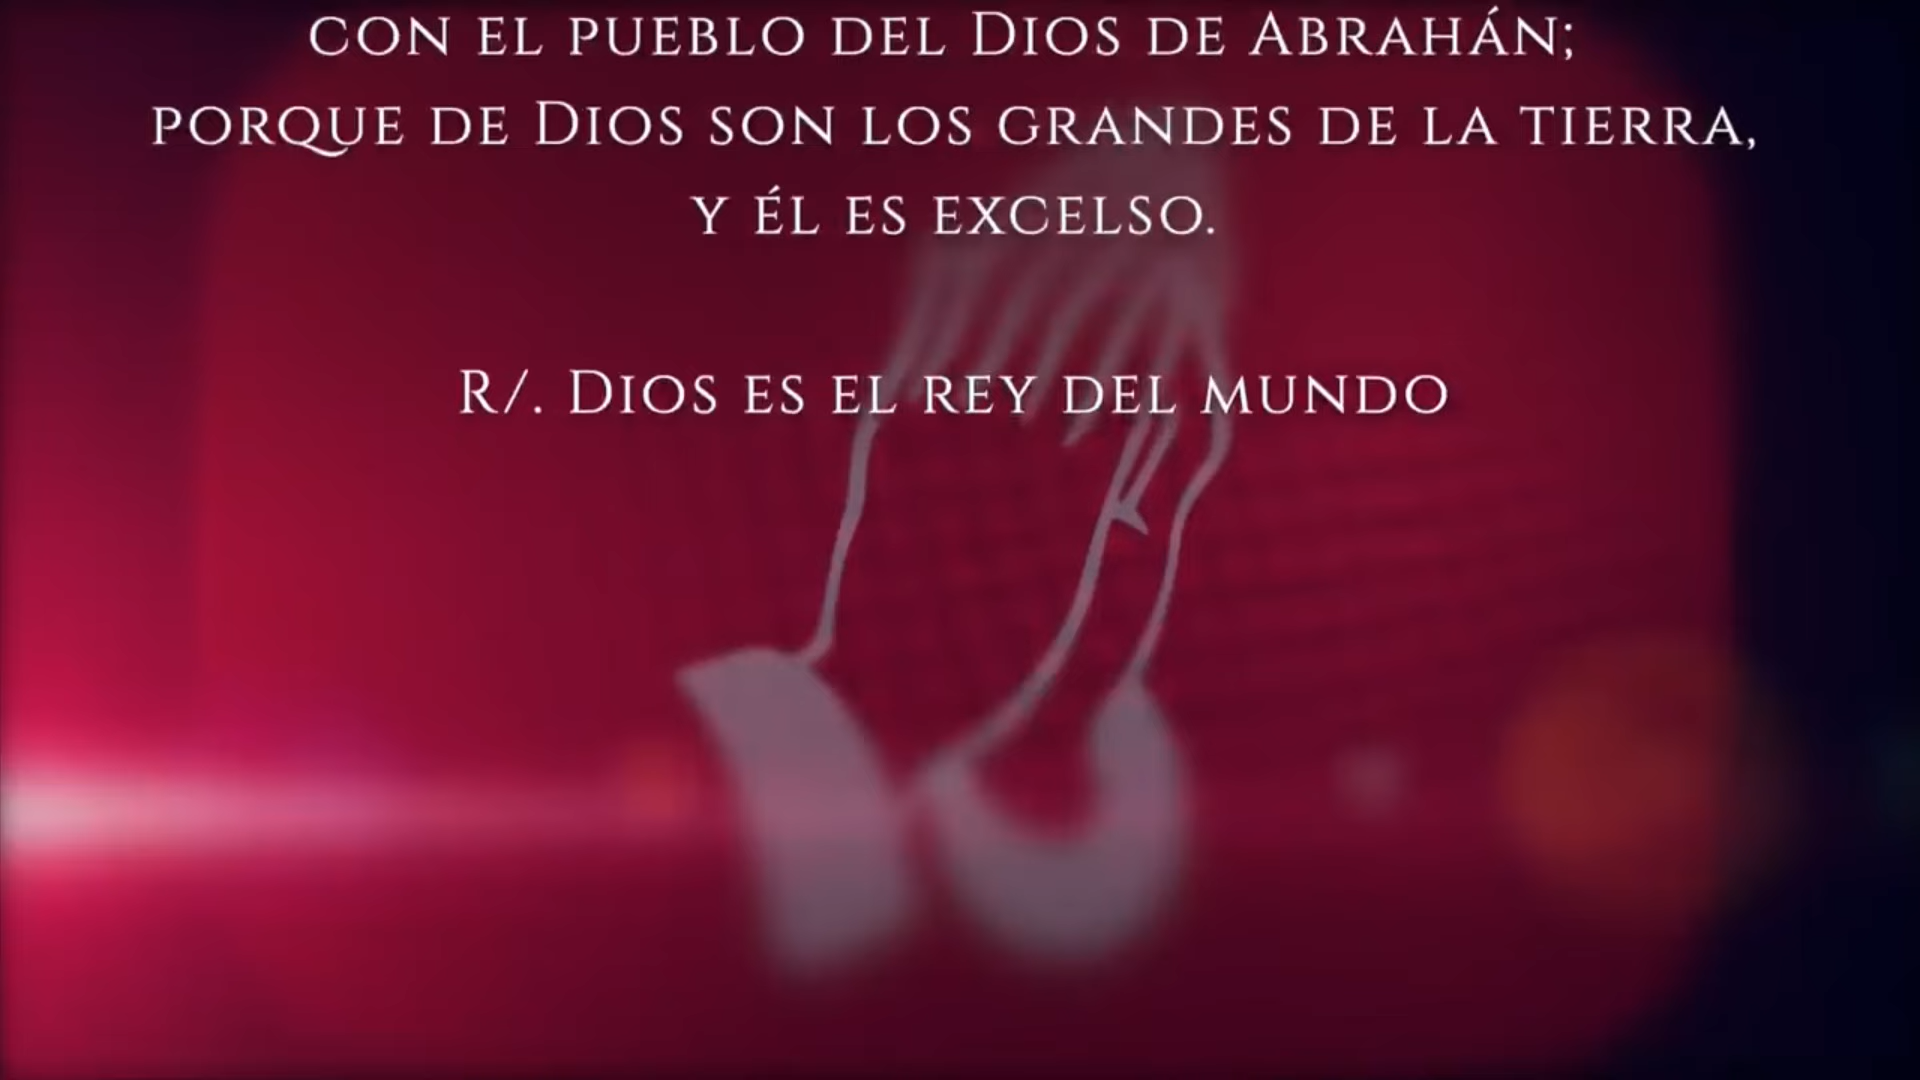 con el pueblo del Dios de Abrahán;
porque de Dios son los grandes de la tierra,
y él es excelso.
R/. Dios es el rey del mundo